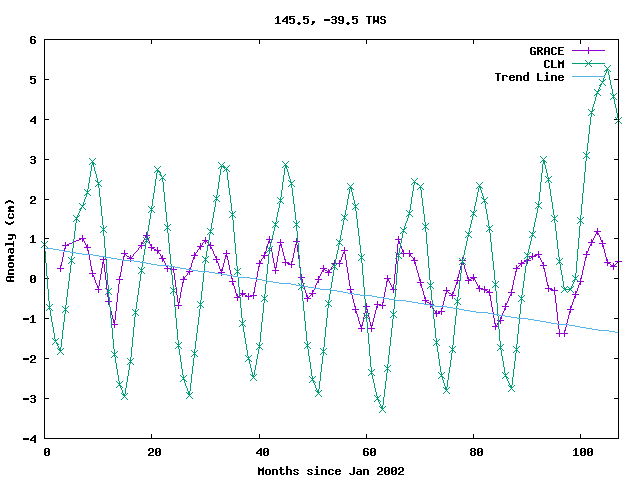 145.5, -39.5 TWS
GRACE
CLM
Trend Line
6
5
4
3
2
1
0
-1
-2
-3
-4
Anomaly (cm)
0 20 40 60 80 100
Months since Jan 2002